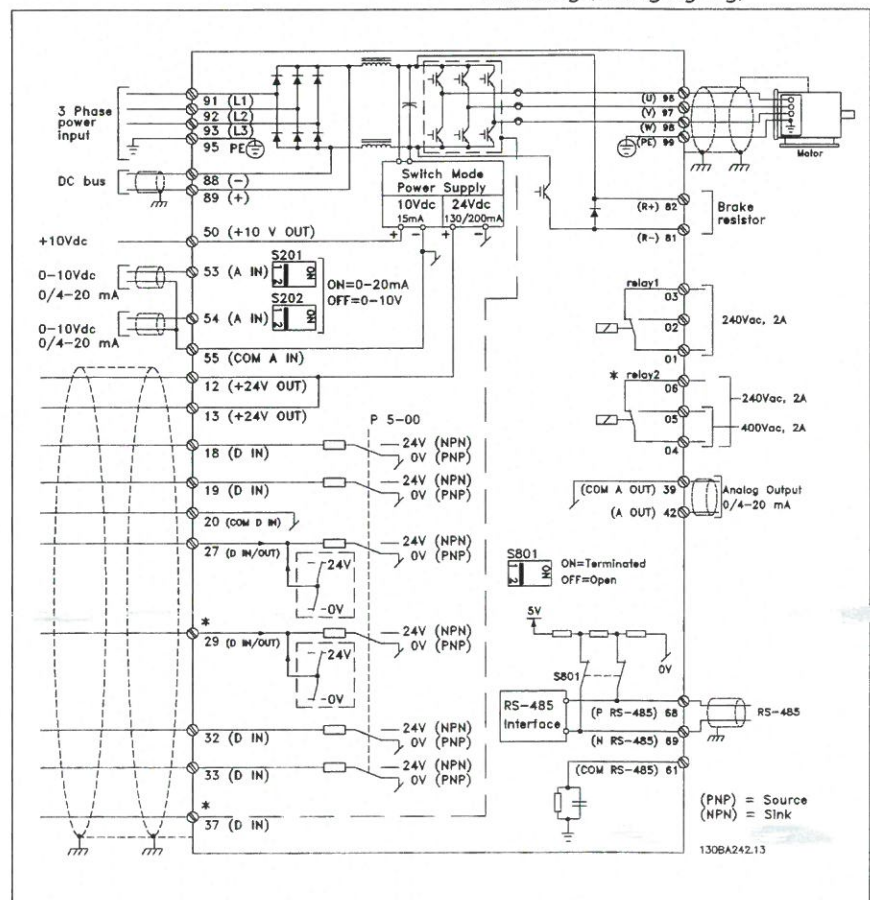 3 Phase
power
input
91 (L1)
92 (L2)
93 (L3)
95 PE
DC bus
88 (-)
89 (+)
+10Vdc
50 (+10 V OUT)
0-10Vdc
0/4-20 mA
53 (A IN)
S201
ON
1 2
ON=0-20mA
OFF=0-10V
0-10Vdc
0/4-20 mA
54 (A IN)
S202
ON
1 2
55 (COM A IN)
12 (+24V OUT)
13 (+24V OUT)
P 5-00
18 (D IN)
24V (NPN)
0V (PNP)
19 (D IN)
24V (NPN)
0V (PNP)
20 (COM D IN)
27 (D IN/OUT)
24V (NPN)
0V (PNP)
24V
0V
*
29 (D IN/OUT)
24V (NPN)
0V (PNP)
24V
0V
32 (D IN)
24V (NPN)
0V (PNP)
33 (D IN)
24V (NPN)
0V (PNP)
*
37 (D IN)
Switch Mode
Power Supply
10Vdc
15mA
24Vdc
130/200mA
+ - + -
(U) 96
(V) 97
(W) 98
(PE) 99
Motor
(R+) 82
(R-) 81
Brake
resistor
relay1
03
02
01
240Vac, 2A
* relay2
06
05
04
240Vac, 2A
400Vac, 2A
(COM A OUT) 39
(A OUT) 42
Analog Output
0/4-20 mA
S801
ON
1 2
ON=Terminated
OFF=Open
5V
0V
S801
RS-485
Interface
(P RS-485) 68
(N RS-485) 69
(COM RS-485) 61
RS-485
(PNP) = Source
(NPN) = Sink
130BA242.13